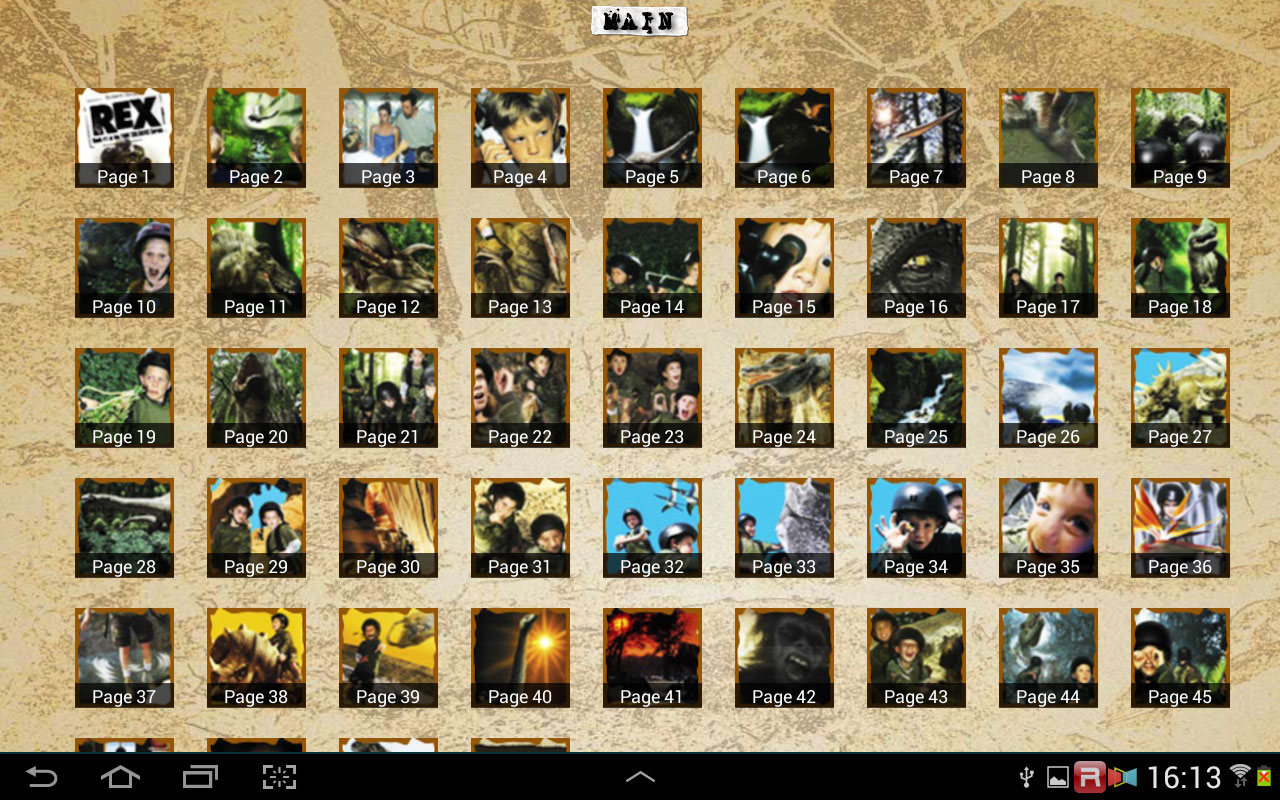 MAIN
REX
Page 1
Page 2
Page 3
Page 4
Page 5
Page 6
Page 7
Page 8
Page 9
Page 10
Page 11
Page 12
Page 13
Page 14
Page 15
Page 16
Page 17
Page 18
Page 19
Page 20
Page 21
Page 22
Page 23
Page 24
Page 25
Page 26
Page 27
Page 28
Page 29
Page 30
Page 31
Page 32
Page 33
Page 34
Page 35
Page 36
Page 37
Page 38
Page 39
Page 40
Page 41
Page 42
Page 43
Page 44
Page 45
R
16:13